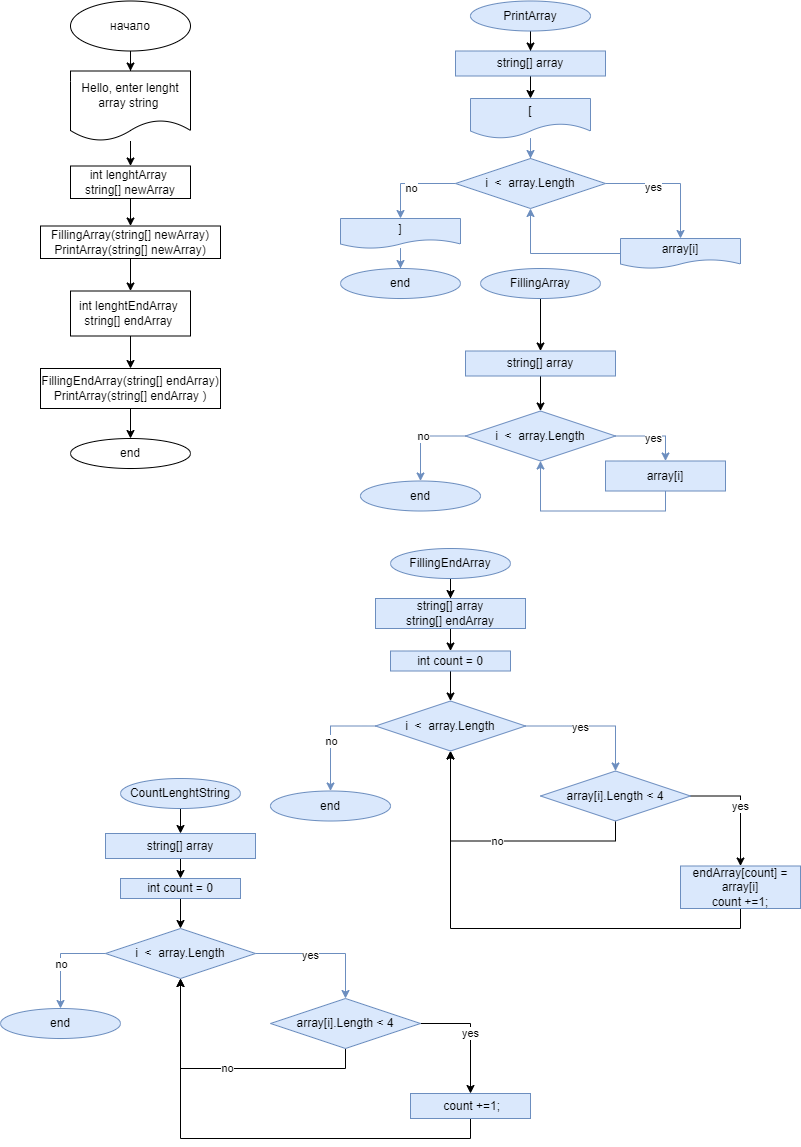 начало
Hello, enter lenght
array string
int lenghtArray
string[] newArray
FillingArray(string[] newArray)
PrintArray(string[] newArray)
int lenghtEndArray
string[] endArray
FillingEndArray(string[] endArray)
PrintArray(string[] endArray )
end
PrintArray
string[] array
[
i < array.Length
no
yes
]
array[i]
end
FillingArray
string[] array
i < array.Length
no
yes
array[i]
end
FillingEndArray
string[] array
string[] endArray
int count = 0
i < array.Length
yes
no
end
array[i].Length < 4
yes
no
endArray[count] =
array[i]
count +=1;
CountLenghtString
string[] array
int count = 0
i < array.Length
no
yes
end
array[i].Length < 4
yes
no
count +=1;